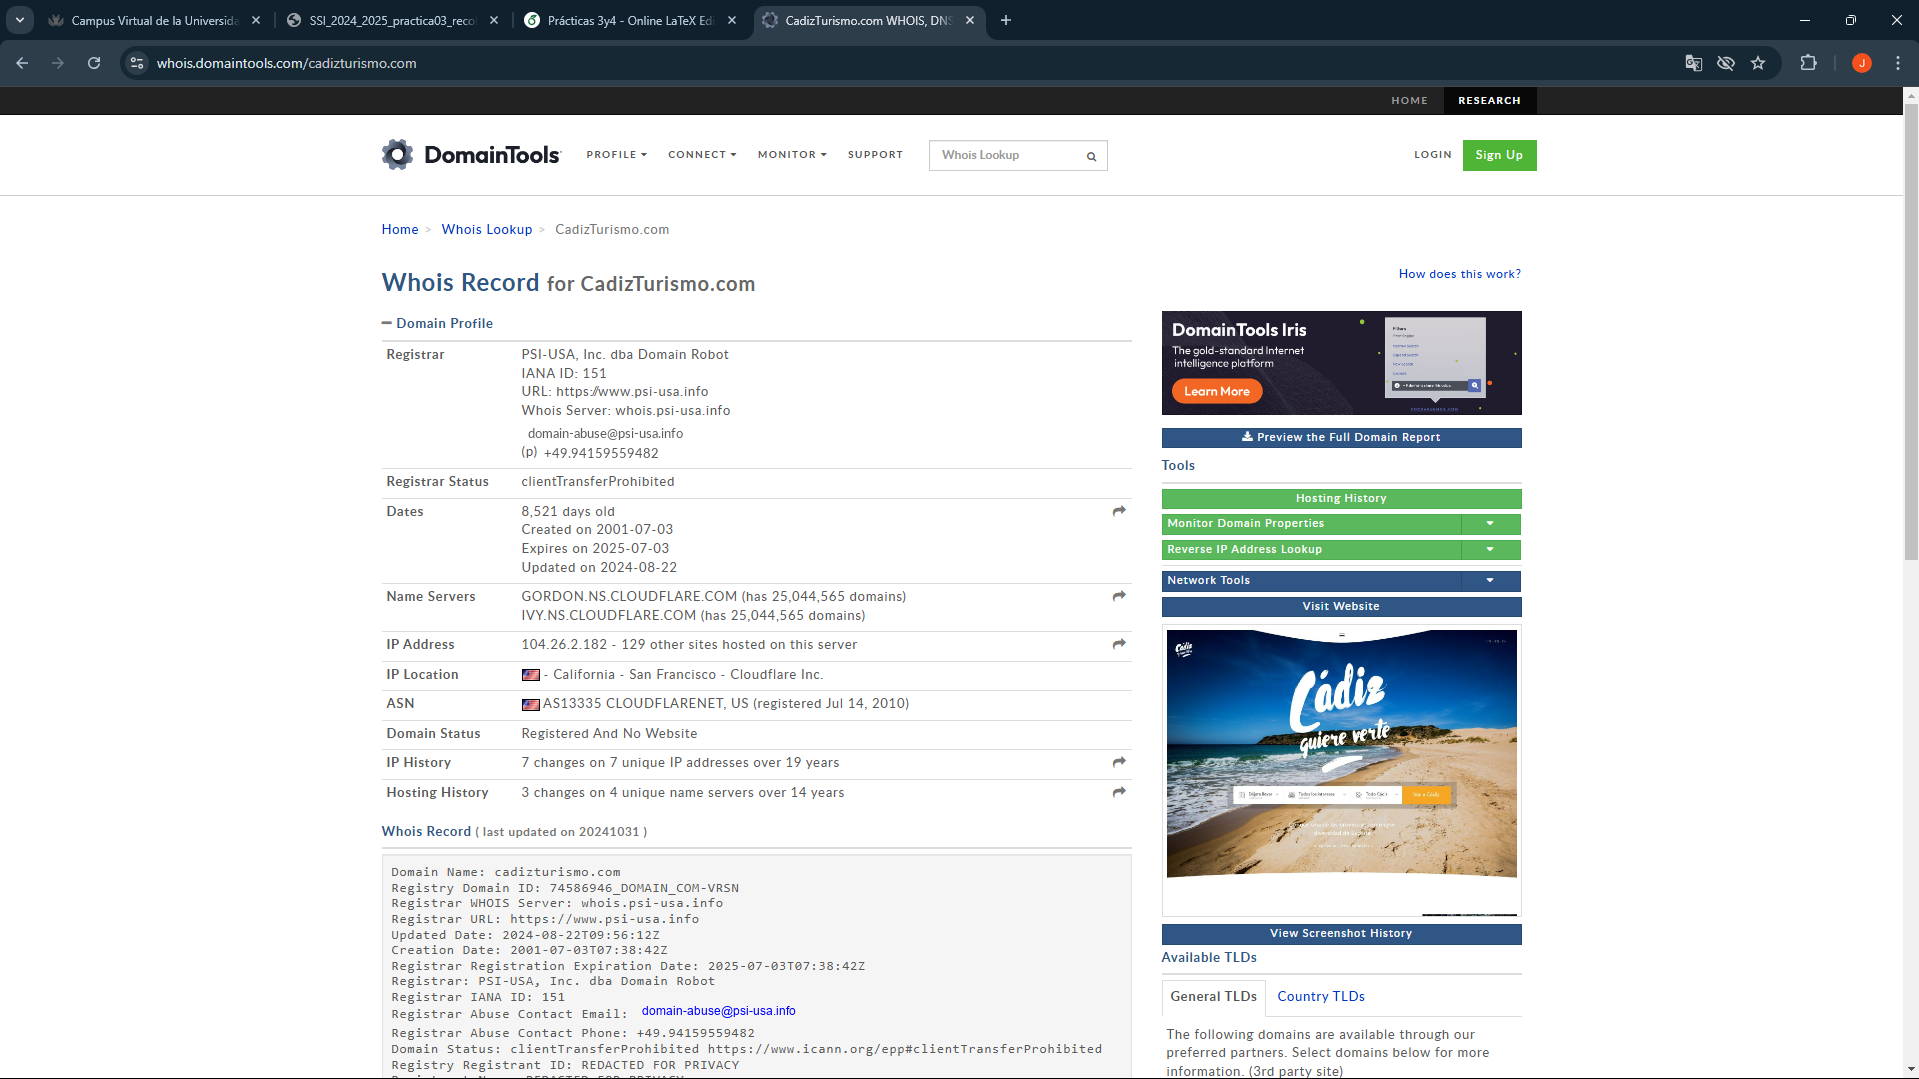 Campus Virtual de la Universida
SSI_2024_2025_practica03_reco
Prácticas 3y4 - Online LaTeX Edi
CadizTurismo.com WHOIS, DNS
whois.domaintools.com/cadizturismo.com
J
HOME
RESEARCH
DomainTools
PROFILE
CONNECT
MONITOR
SUPPORT
Whois Lookup
LOGIN
Sign Up
Home > Whois Lookup > CadizTurismo.com
Whois Record for CadizTurismo.com
How does this work?
Domain Profile
Registrar
PSI-USA, Inc. dba Domain Robot
IANA ID: 151
URL: https://www.psi-usa.info
Whois Server: whois.psi-usa.info
domain-abuse@psi-usa.info
(p) +49.94159559482
Registrar Status
clientTransferProhibited
Dates
8,521 days old
Created on 2001-07-03
Expires on 2025-07-03
Updated on 2024-08-22
Name Servers
GORDON.NS.CLOUDFLARE.COM (has 25,044,565 domains)
IVY.NS.CLOUDFLARE.COM (has 25,044,565 domains)
IP Address
104.26.2.182 - 129 other sites hosted on this server
IP Location
- California - San Francisco - Cloudflare Inc.
ASN
AS13335 CLOUDFLARENET, US (registered Jul 14, 2010)
Domain Status
Registered And No Website
IP History
7 changes on 7 unique IP addresses over 19 years
Hosting History
3 changes on 4 unique name servers over 14 years
Whois Record ( last updated on 20241031 )
Domain Name: cadizturismo.com
Registry Domain ID: 74586946_DOMAIN_COM-VRSN
Registrar WHOIS Server: whois.psi-usa.info
Registrar URL: https://www.psi-usa.info
Updated Date: 2024-08-22T09:56:12Z
Creation Date: 2001-07-03T07:38:42Z
Registrar Registration Expiration Date: 2025-07-03T07:38:42Z
Registrar: PSI-USA, Inc. dba Domain Robot
Registrar IANA ID: 151
Registrar Abuse Contact Email: domain-abuse@psi-usa.info
Registrar Abuse Contact Phone: +49.94159559482
Domain Status: clientTransferProhibited https://www.icann.org/epp#clientTransferProhibited
Registry Registrant ID: REDACTED FOR PRIVACY
DomainTools Iris
The gold-standard Internet
intelligence platform
Learn More
Preview the Full Domain Report
Tools
Hosting History
Monitor Domain Properties
Reverse IP Address Lookup
Network Tools
Visit Website
Cádiz
Cádiz
quiere verte
Todo Cádiz
View Screenshot History
Available TLDs
General TLDs
Country TLDs
The following domains are available through our
preferred partners. Select domains below for more
information. (3rd party site)